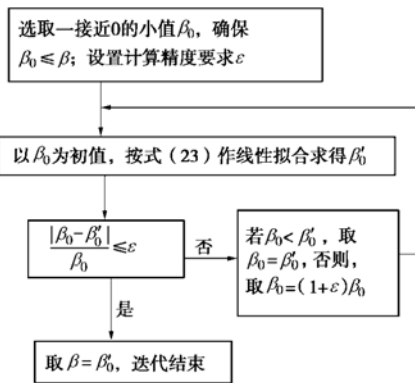 选取一接近0的小值β₀，确保
β₀≤β；设置计算精度要求ε
以β₀为初值，按式（23）作线性拟合求得β₀′
|β₀-β₀′|
β₀
≤ε
否
若β₀<β₀′，取
β₀=β₀′，否则，
取β₀=(1+ε)β₀
是
取β=β₀′，迭代结束